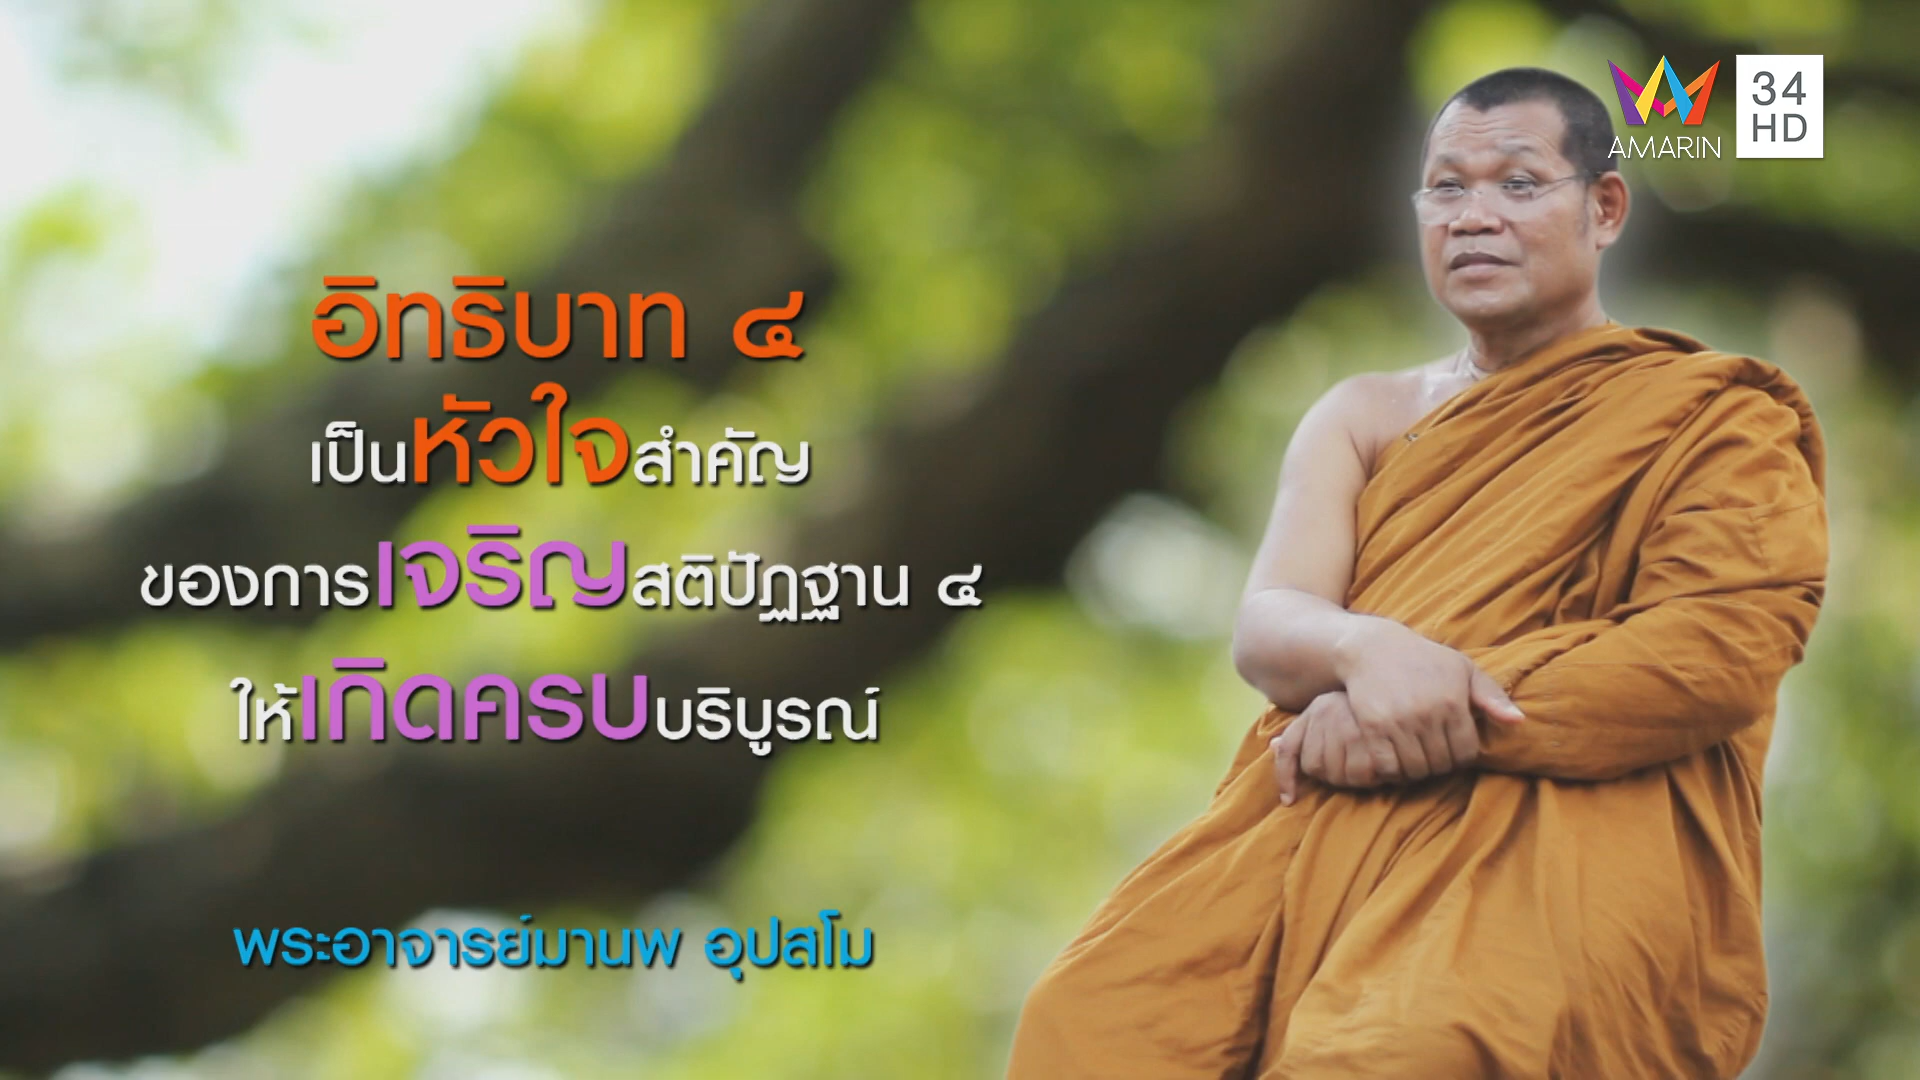 AMARIN
34
HD
อิทธิบาท ๔
เป็นหัวใจสำคัญ
ของการเจริญสติปัฏฐาน ๔
ให้เกิดครบบริบูรณ์
พระอาจารย์มานพ อุปสโม